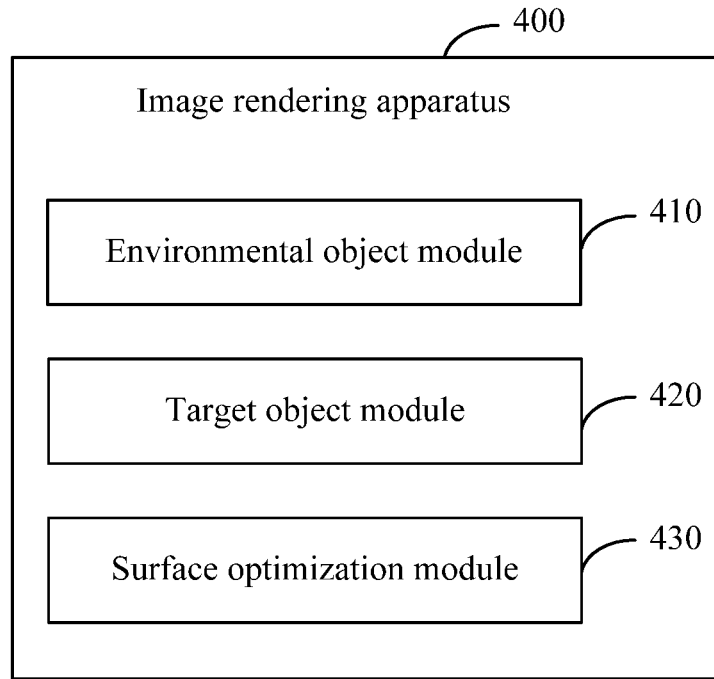 400
Image rendering apparatus
410
Environmental object module
420
Target object module
430
Surface optimization module